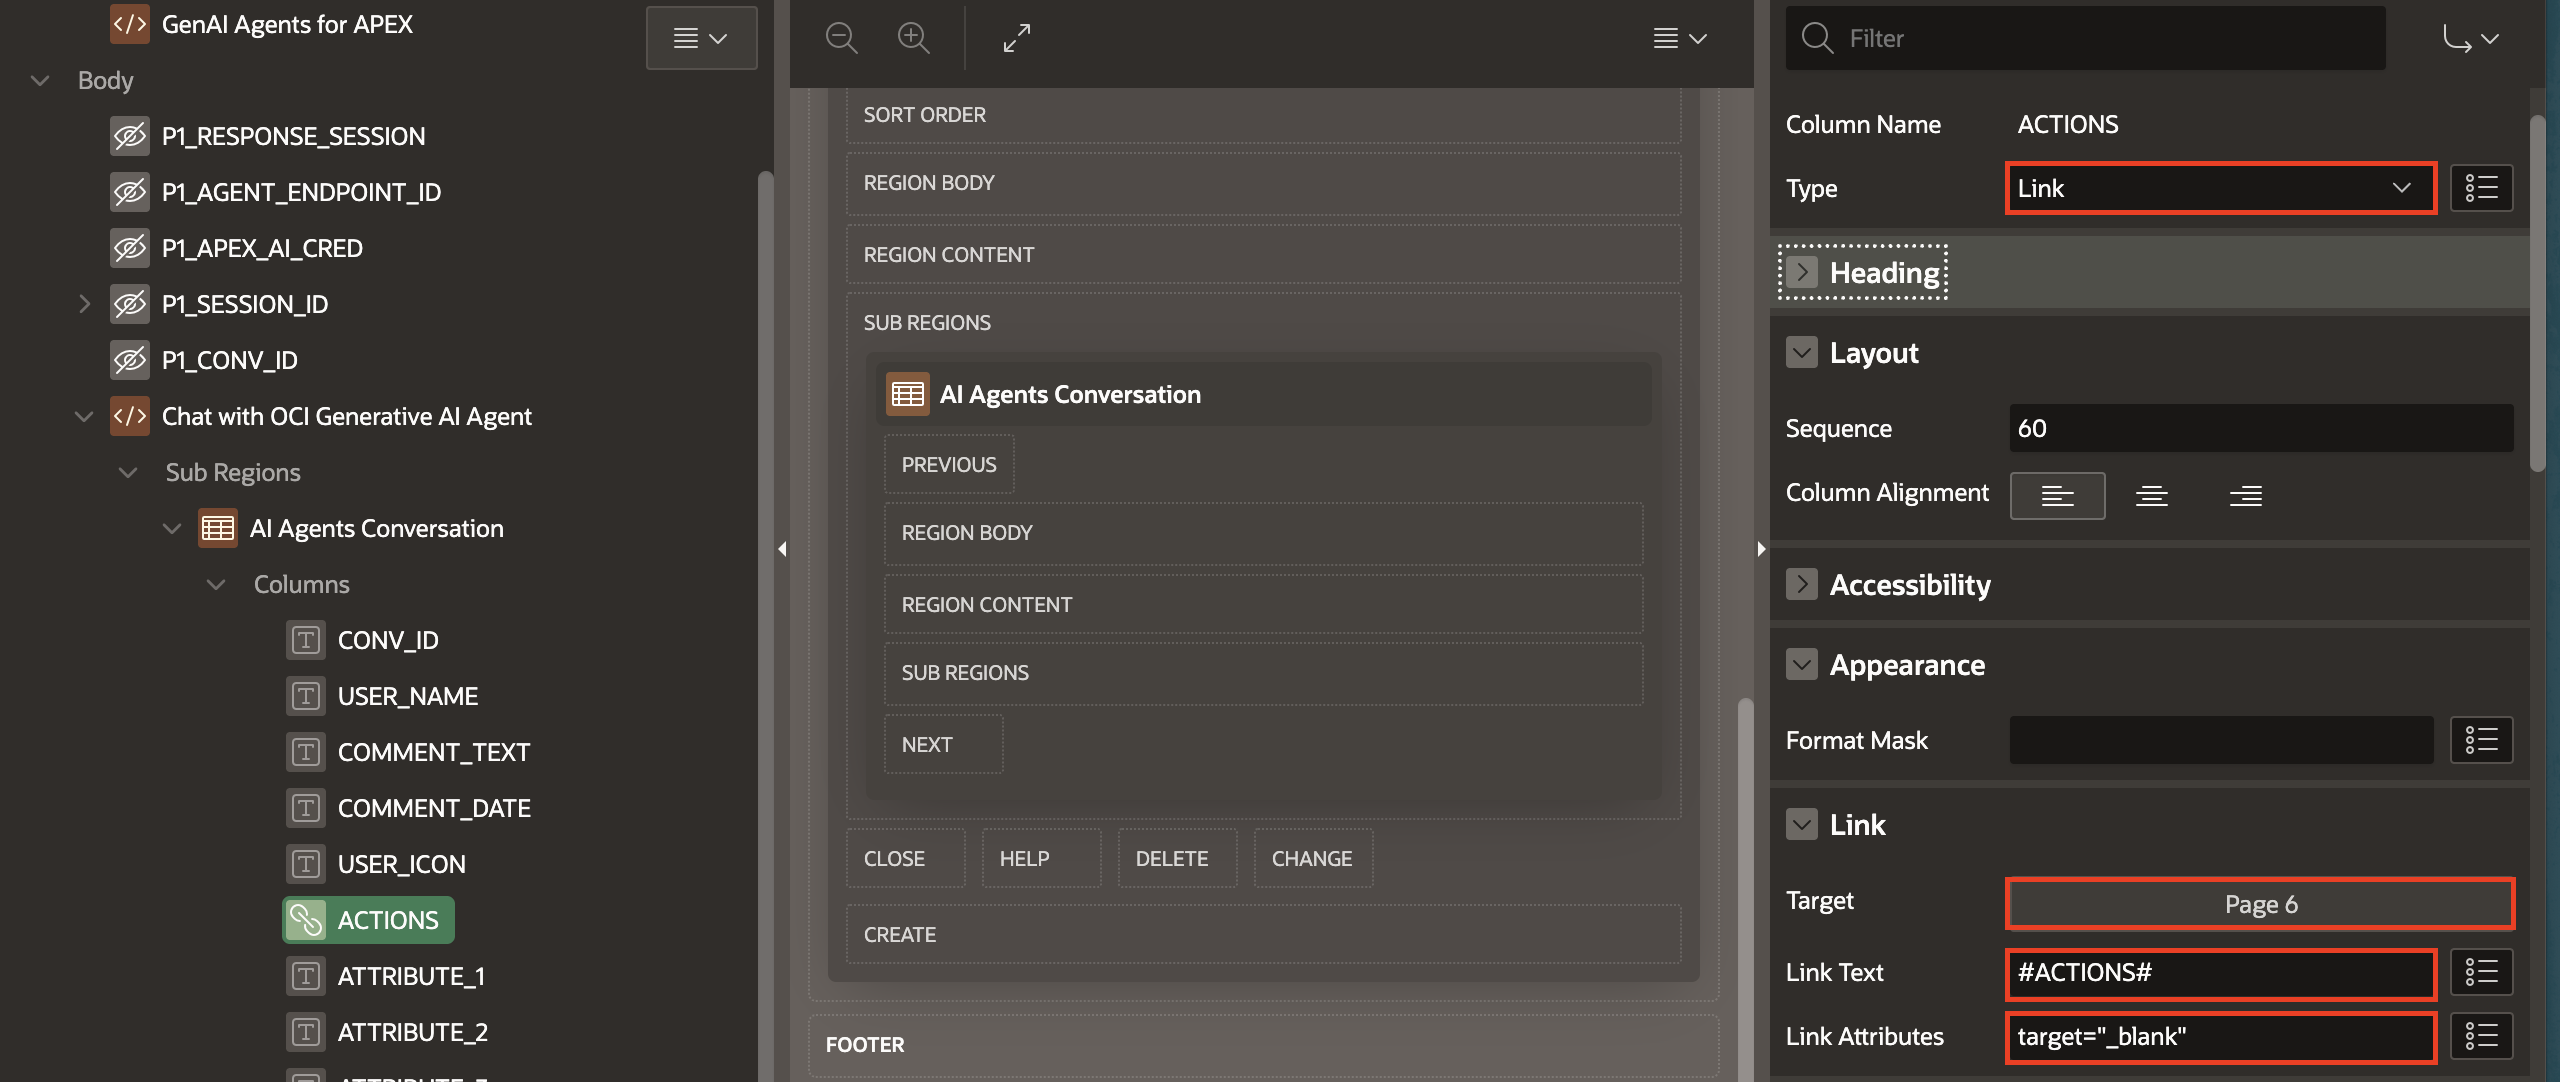 GenAI Agents for APEX
Body
P1_RESPONSE_SESSION
P1_AGENT_ENDPOINT_ID
P1_APEX_AI_CRED
P1_SESSION_ID
P1_CONV_ID
Chat with OCI Generative AI Agent
Sub Regions
AI Agents Conversation
Columns
CONV_ID
USER_NAME
COMMENT_TEXT
COMMENT_DATE
USER_ICON
ACTIONS
ATTRIBUTE_1
ATTRIBUTE_2
SORT ORDER
REGION BODY
REGION CONTENT
SUB REGIONS
AI Agents Conversation
PREVIOUS
REGION BODY
REGION CONTENT
SUB REGIONS
NEXT
CLOSE HELP DELETE CHANGE
CREATE
FOOTER
Filter
Column Name ACTIONS
Type Link
Heading
Layout
Sequence 60
Column Alignment
Accessibility
Appearance
Format Mask
Link
Target Page 6
Link Text #ACTIONS#
Link Attributes target="_blank"